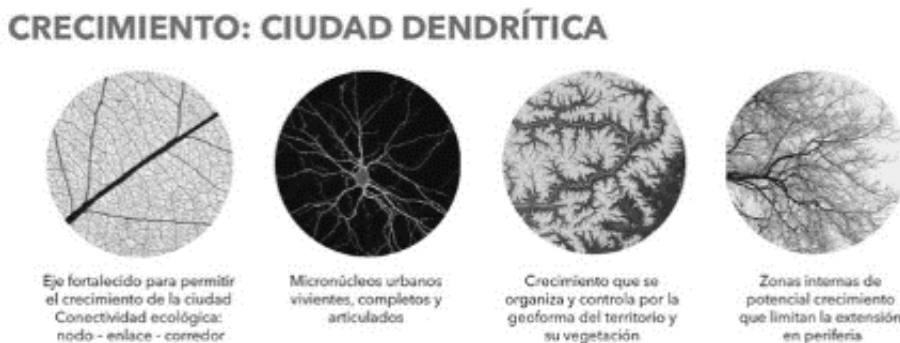 CRECIMIENTO: CIUDAD DENDRÍTICA
Eje fortalecido para permitir
el crecimiento de la ciudad
Conectividad ecológica:
nodo - enlace - corredor
Micronúcleos urbanos
vivientes, completos y
articulados
Crecimiento que se
organiza y controla por la
geoforma del territorio y
su vegetación
Zonas internas de
potencial crecimiento
que limitan la extensión
en periferia